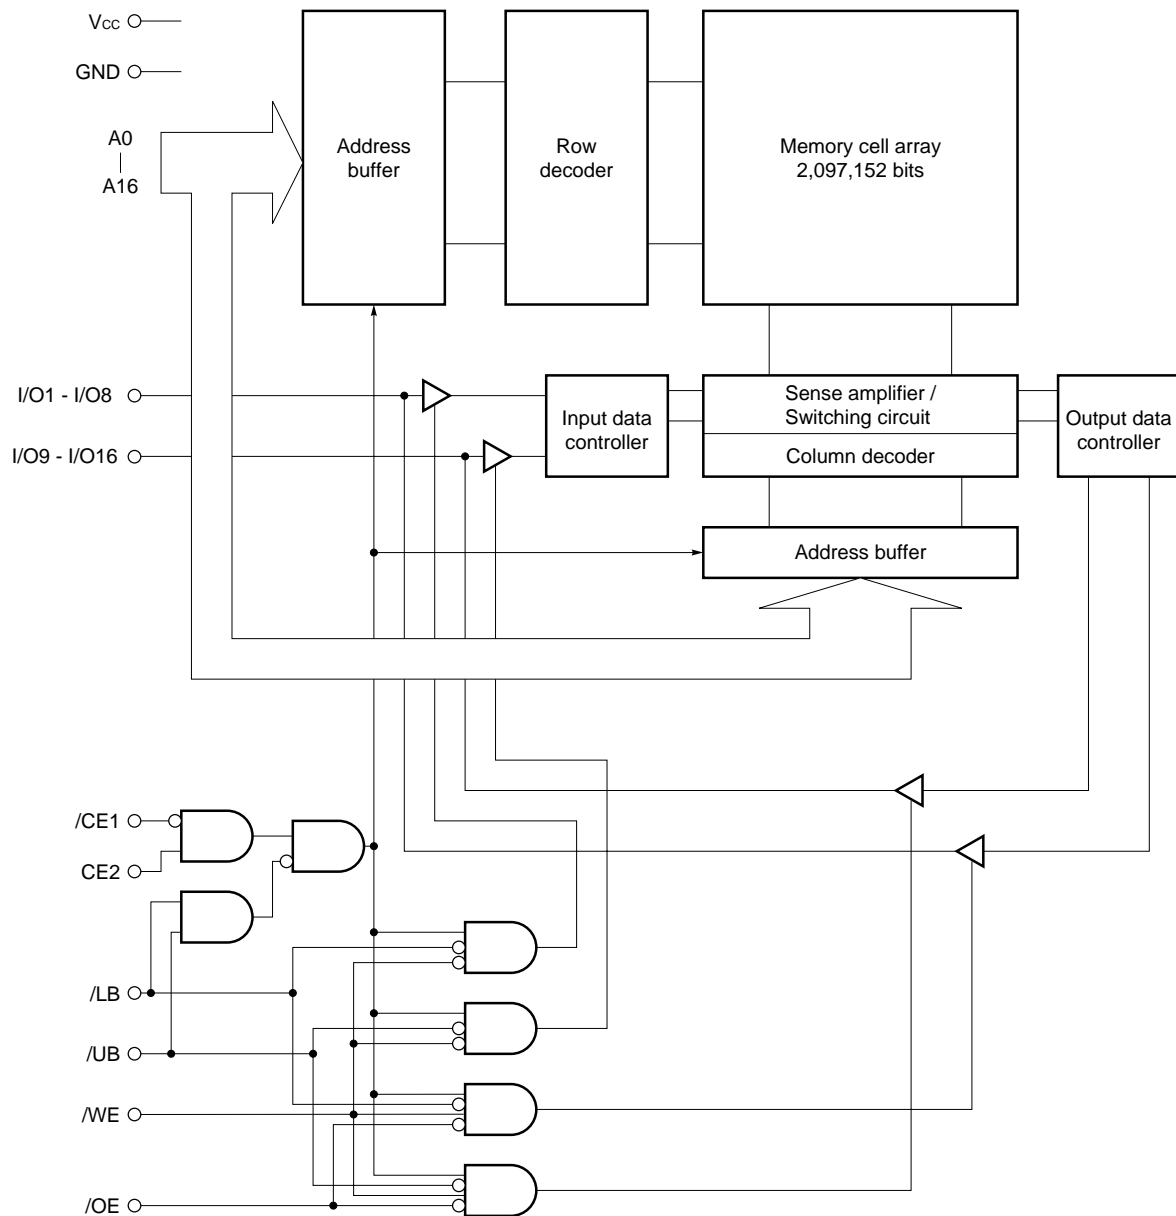 VCC
GND
A0
A16
Address
buffer
Row
decoder
Memory cell array
2,097,152 bits
I/O1 - I/O8
I/O9 - I/O16
Input data
controller
Sense amplifier /
Switching circuit
Column decoder
Output data
controller
Address buffer
/CE1
CE2
/LB
/UB
/WE
/OE